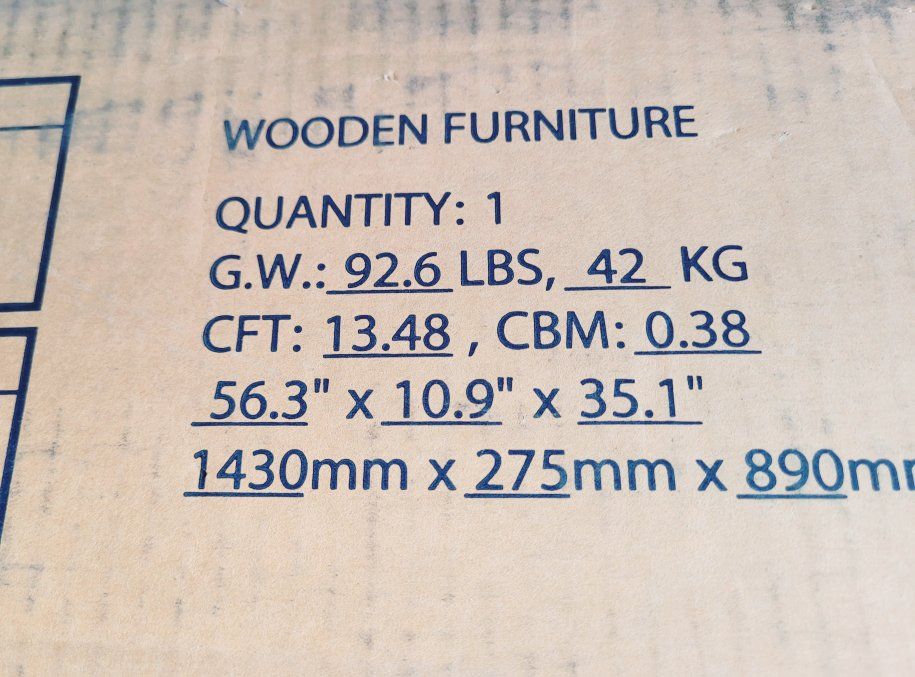 WOODEN FURNITURE
QUANTITY: 1
G.W.: 92.6 LBS, 42 KG
CFT: 13.48 , CBM: 0.38
56.3" x 10.9" x 35.1"
1430mm x 275mm x 890mm